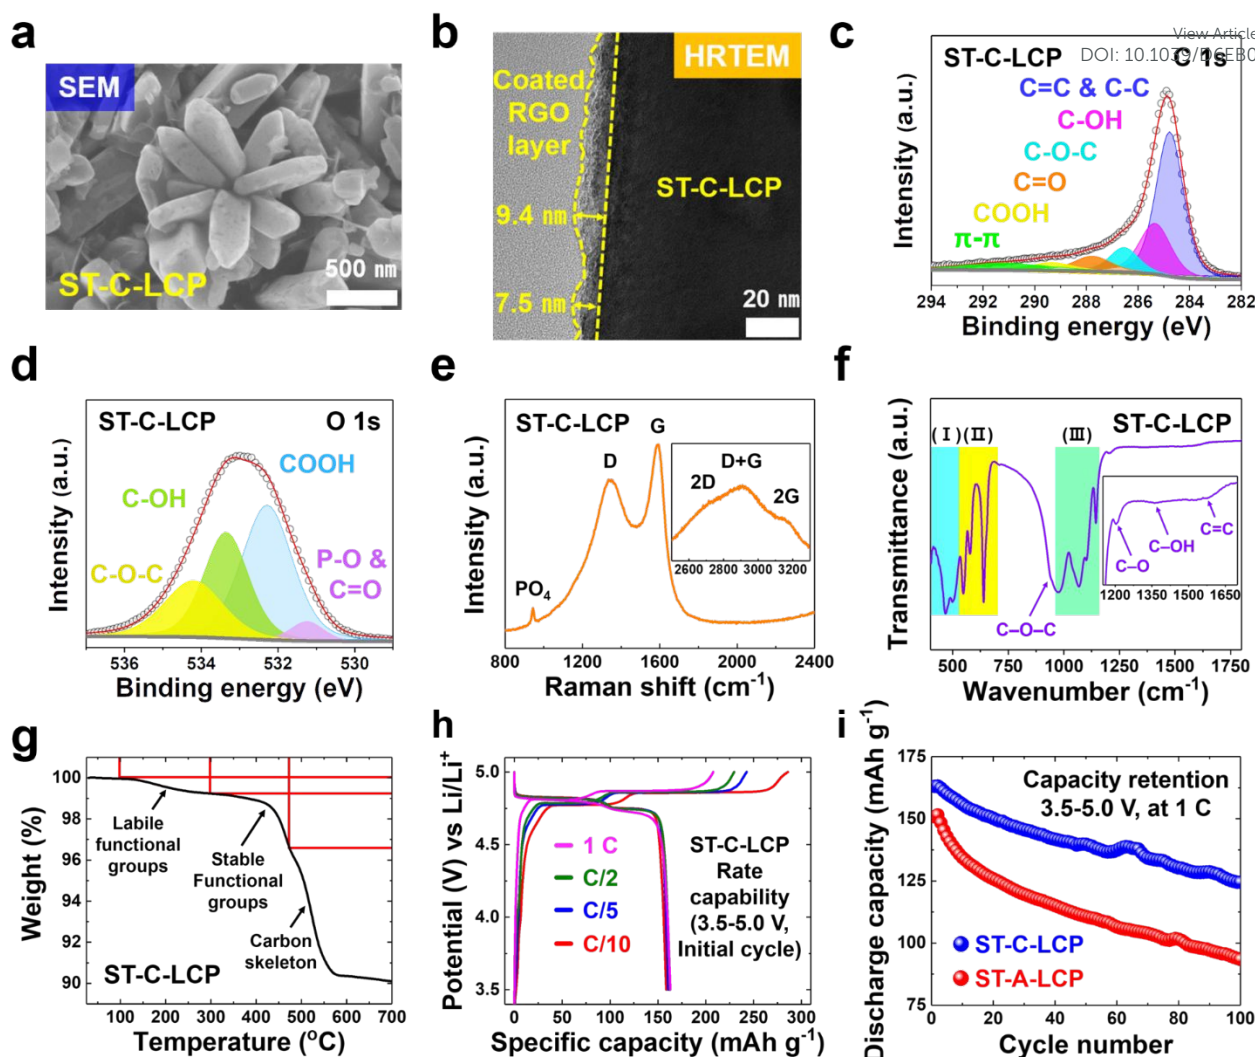 a
SEM
ST-C-LCP
500 nm
b
HRTEM
Coated
RGO
layer
ST-C-LCP
9.4 nm
7.5 nm
20 nm
c
View Article
ST-C-LCP
C 1s
C=C & C-C
C-OH
C-O-C
C=O
COOH
π-π
Intensity (a.u.)
294 292 290 288 286 284 282
Binding energy (eV)
d
ST-C-LCP
O 1s
COOH
C-OH
C-O-C
P-O &
C=O
Intensity (a.u.)
536 534 533 531 529
Binding energy (eV)
e
ST-C-LCP
G
D
PO4
D+G
2D
2G
2600 2800 3000 3200
Intensity (a.u.)
800 1200 1600 2000 2400
Raman shift (cm-1)
f
ST-C-LCP
(I) (II) (III)
C=C
C–OH
C–O
1200 1350 1500 1650
C–O–C
Transmittance (a.u.)
500 750 1000 1250 1500 1750
Wavenumber (cm-1)
g
100
98
96
94
92
90
Weight (%)
Labile
functional
groups
Stable
Functional
groups
Carbon
skeleton
ST-C-LCP
100 200 300 400 500 600 700
Temperature (oC)
h
5.0
4.5
4.0
3.5
Potential (V) vs Li/Li+
1 C
C/2
C/5
C/10
ST-C-LCP
Rate
capability
(3.5-5.0 V,
Initial cycle)
0 50 100 150 200 250 300
Specific capacity (mAh g-1)
i
175
150
125
100
75
Discharge capacity (mAh g-1)
Capacity retention
3.5-5.0 V, at 1 C
ST-C-LCP
ST-A-LCP
0 20 40 60 80 100
Cycle number